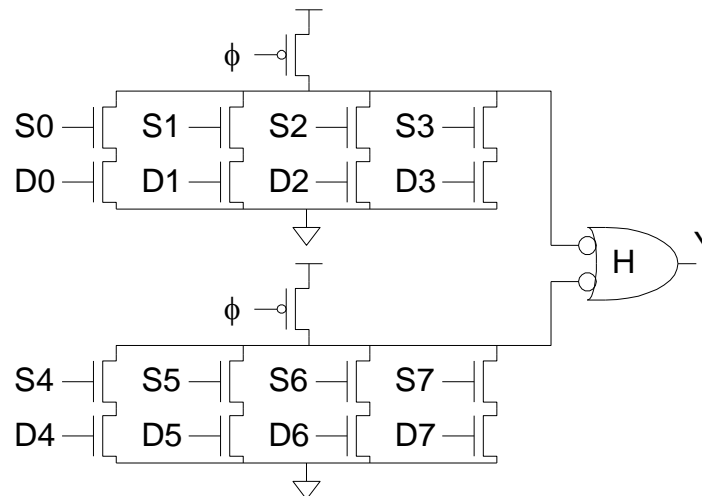 ϕ
S0 S1 S2 S3
D0 D1 D2 D3
H Y
ϕ
S4 S5 S6 S7
D4 D5 D6 D7